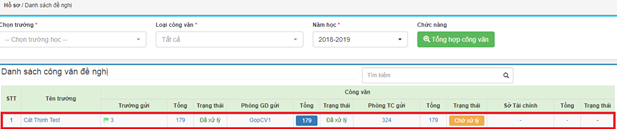 Hồ sơ / Danh sách đề nghị
Chọn trường * Loại công văn * Năm học * Chức năng
-- Chọn trường học -- Tất cả 2018-2019 Tổng hợp công văn
Danh sách công văn đề nghị Tìm kiếm
STT Tên trường Công văn
Trường gửi Tổng Trạng thái Phòng GD gửi Tổng Trạng thái Phòng TC gửi Tổng Trạng thái Sở Tài chính Tổng Trạng thái
1 Cát Thịnh Test 3 179 Đã xử lý GopCV1 179 Đã xử lý 324 179 Chờ xử lý - - -